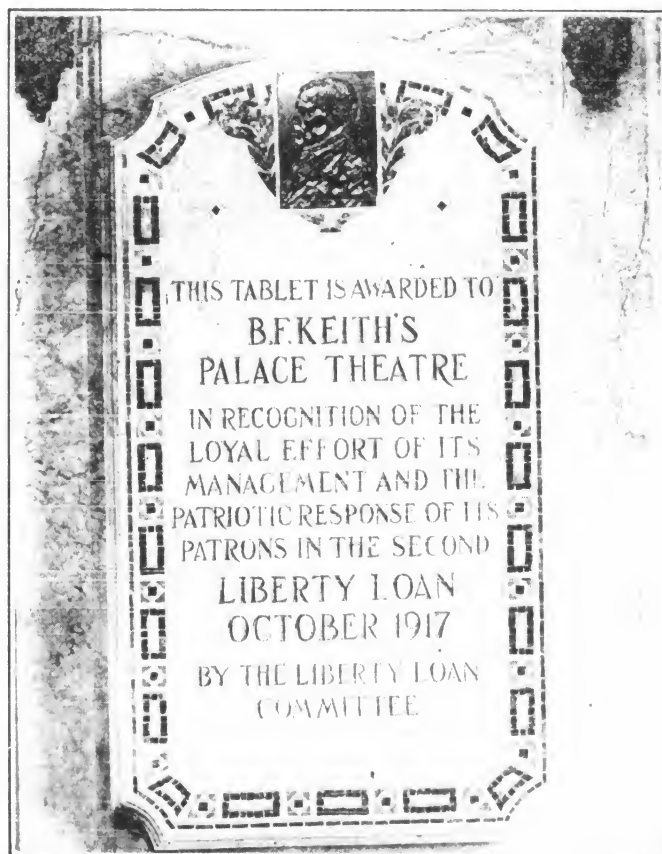 THIS TABLET IS AWARDED TO
B.F. KEITH'S
PALACE THEATRE
IN RECOGNITION OF THE
LOYAL EFFORT OF ITS
MANAGEMENT AND THE
PATRIOTIC RESPONSE OF ITS
PATRONS IN THE SECOND
LIBERTY LOAN
OCTOBER 1917
BY THE LIBERTY LOAN
COMMITTEE